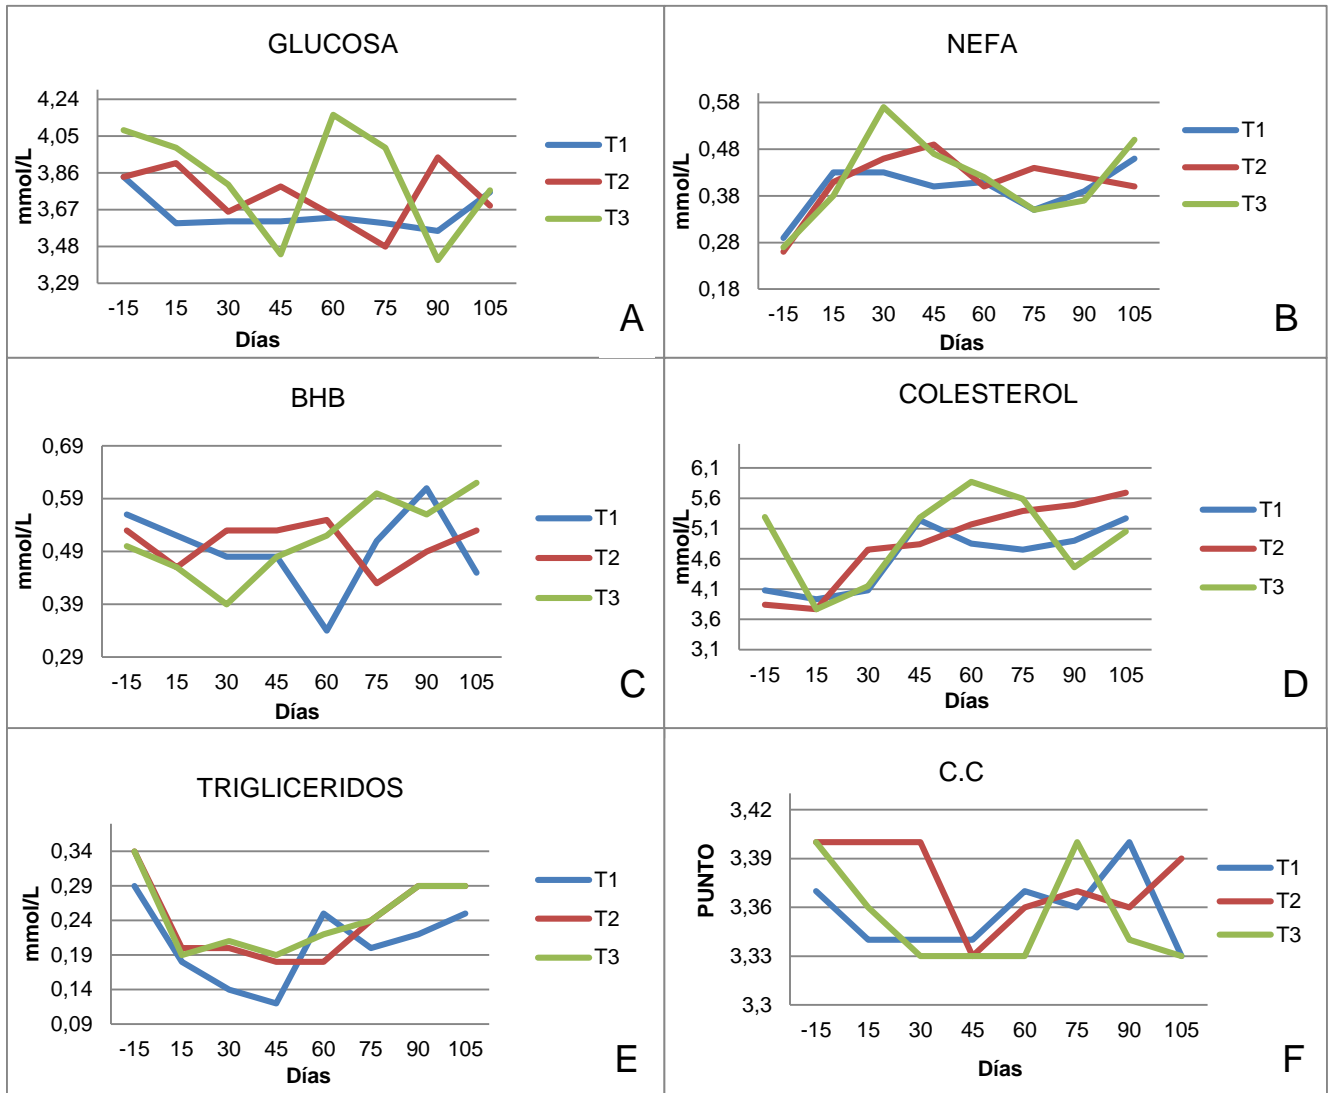 GLUCOSA
4,24
4,05
3,86
3,67
3,48
3,29
mmol/L
-15 15 30 45 60 75 90 105
Días
T1
T2
T3
A
NEFA
0,58
0,48
0,38
0,28
0,18
mmol/L
-15 15 30 45 60 75 90 105
Días
T1
T2
T3
B
BHB
0,69
0,59
0,49
0,39
0,29
mmol/L
-15 15 30 45 60 75 90 105
Días
T1
T2
T3
C
COLESTEROL
6,1
5,6
5,1
4,6
4,1
3,6
3,1
mmol/L
-15 15 30 45 60 75 90 105
Días
T1
T2
T3
D
TRIGLICERIDOS
0,34
0,29
0,24
0,19
0,14
0,09
mmol/L
-15 15 30 45 60 75 90 105
Días
T1
T2
T3
E
C.C
3,42
3,39
3,36
3,33
3,3
PUNTO
-15 15 30 45 60 75 90 105
Días
T1
T2
T3
F